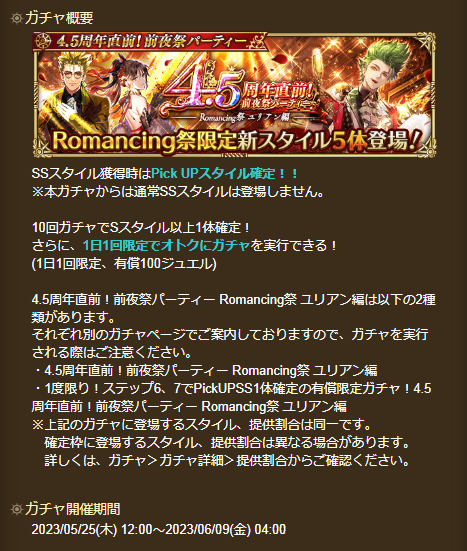 ガチャ概要
4.5周年直前!前夜祭パーティー
4.5周年直前!
前夜祭パーティー
Romancing祭 ユリアン編
Romancing祭限定新スタイル5体登場!
SSスタイル獲得時はPick UPスタイル確定！！
※本ガチャからは通常SSスタイルは登場しません。
10回ガチャでSスタイル以上1体確定！
さらに、1日1回限定でオトクにガチャを実行できる！
(1日1回限定、有償100ジュエル)
4.5周年直前！前夜祭パーティー Romancing祭 ユリアン編は以下の2種
類があります。
それぞれ別のガチャページでご案内しておりますので、ガチャを実行
される際はご注意ください。
・4.5周年直前！前夜祭パーティー Romancing祭 ユリアン編
・1度限り！ステップ6、7でPickUPSS1体確定の有償限定ガチャ！4.5
周年直前！前夜祭パーティー Romancing祭 ユリアン編
※上記のガチャに登場するスタイル、提供割合は同一です。
確定枠に登場するスタイル、提供割合は異なる場合があります。
詳しくは、ガチャ＞ガチャ詳細＞提供割合からご確認ください。
ガチャ開催期間
2023/05/25(木) 12:00～2023/06/09(金) 04:00